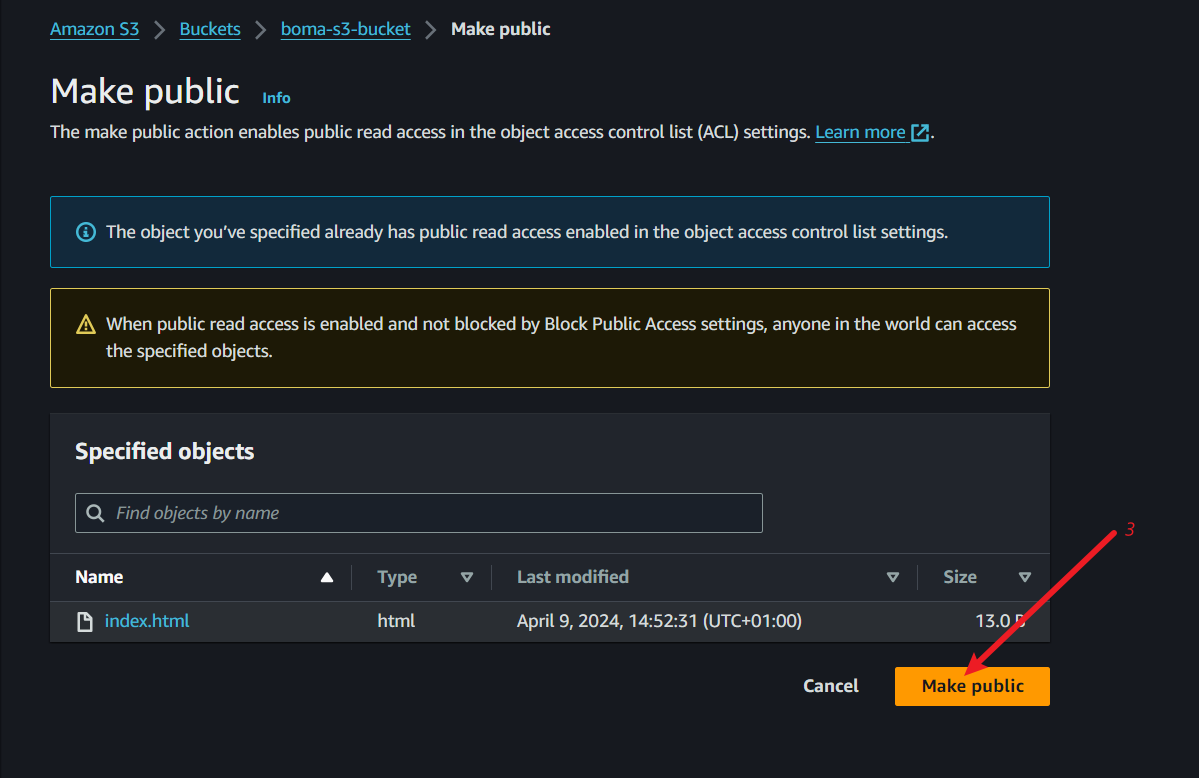 Amazon S3 > Buckets > boma-s3-bucket > Make public
Make public Info
The make public action enables public read access in the object access control list (ACL) settings. Learn more .
The object you’ve specified already has public read access enabled in the object access control list settings.
When public read access is enabled and not blocked by Block Public Access settings, anyone in the world can access
the specified objects.
Specified objects
Find objects by name
3
Name Type Last modified Size
index.html html April 9, 2024, 14:52:31 (UTC+01:00) 13.0 B
Cancel Make public